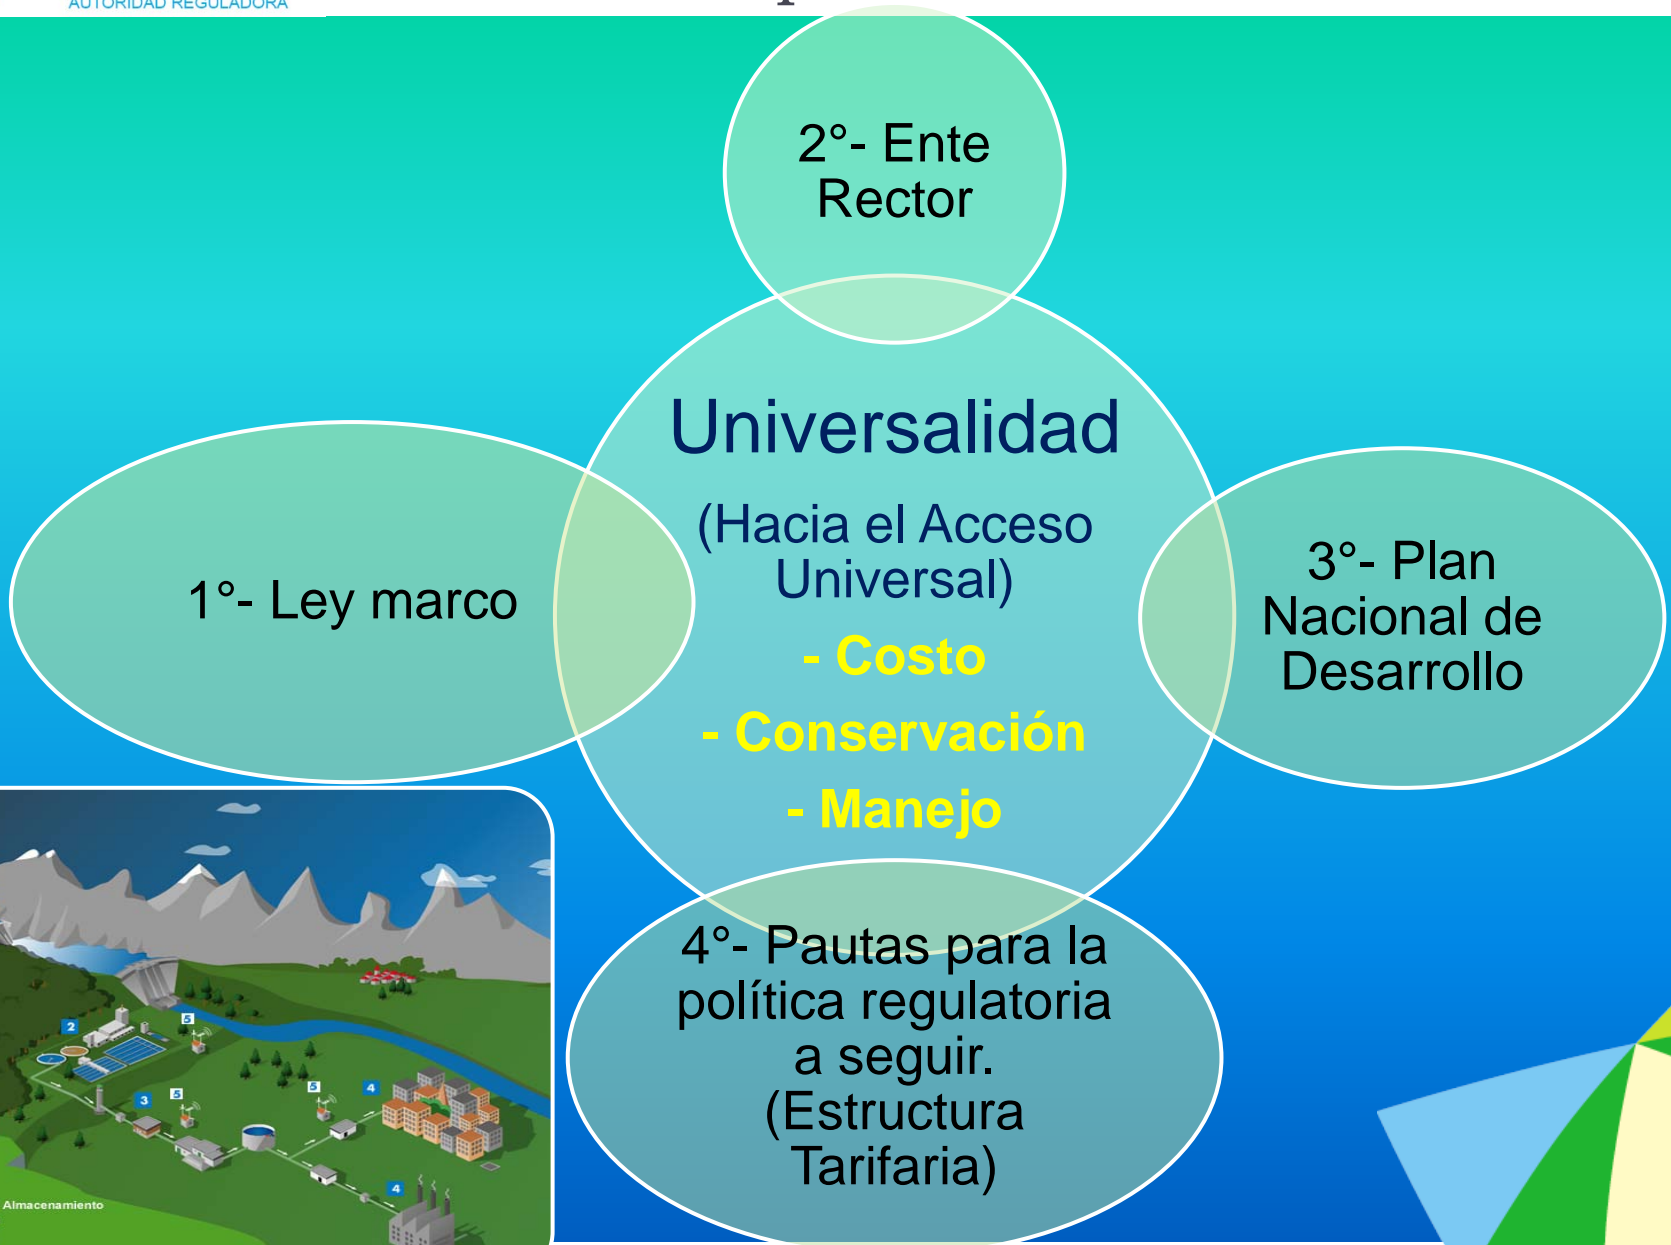 AUTORIDAD REGULADORA
2°- Ente
Rector
Universalidad
(Hacia el Acceso
Universal)
- Costo
- Conservación
- Manejo
1°- Ley marco
3°- Plan
Nacional de
Desarrollo
4°- Pautas para la
política regulatoria
a seguir.
(Estructura
Tarifaria)
2
5
3
5
5
4
4
Almacenamiento